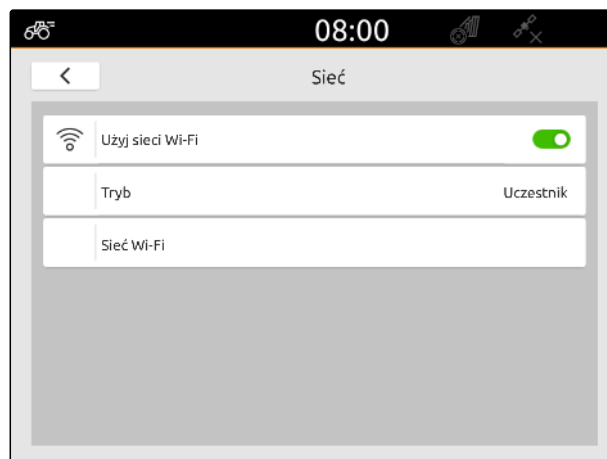 08:00
Sieć
Użyj sieci Wi-Fi
Tryb Uczestnik
Sieć Wi-Fi